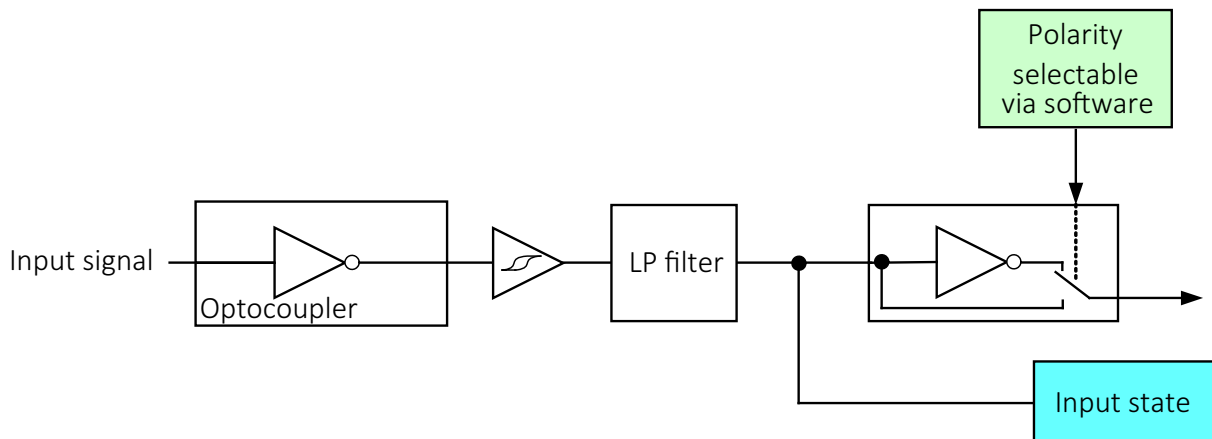 Polarity
selectable
via software
Input signal
Optocoupler
LP filter
Input state